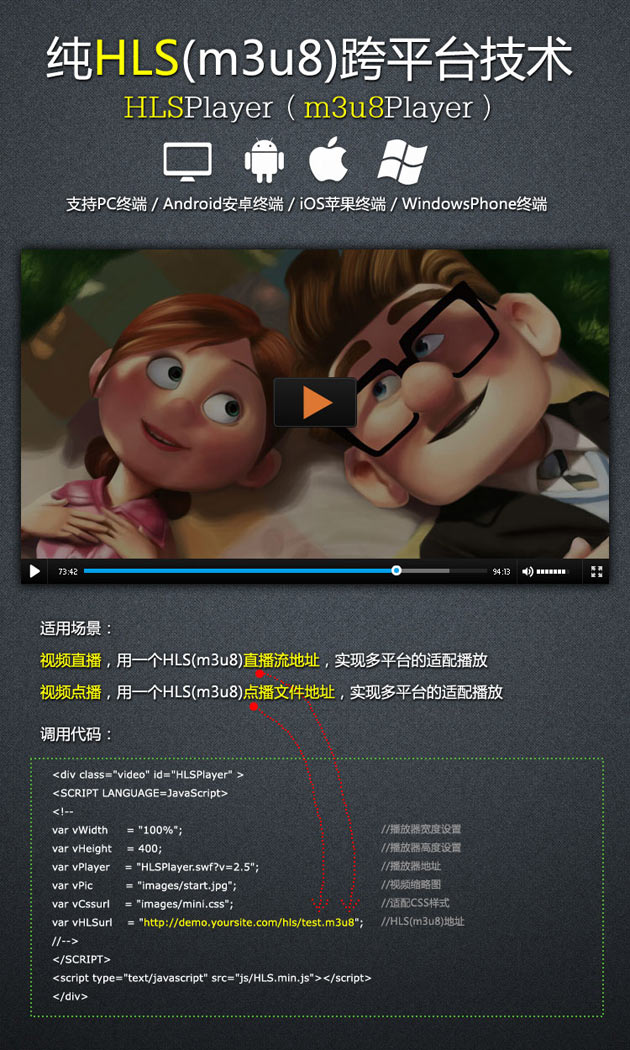 纯HLS(m3u8)跨平台技术
HLSPlayer ( m3u8Player )
支持PC终端 / Android安卓终端 / iOS苹果终端 / WindowsPhone终端
73:42
94:13
适用场景：
视频直播，用一个HLS(m3u8)直播流地址，实现多平台的适配播放
视频点播，用一个HLS(m3u8)点播文件地址，实现多平台的适配播放
调用代码：
<div class="video" id="HLSPlayer" >
<SCRIPT LANGUAGE=JavaScript>
<!--
var vWidth = "100%"; //播放器宽度设置
var vHeight = 400; //播放器高度设置
var vPlayer = "HLSPlayer.swf?v=2.5"; //播放器地址
var vPic = "images/start.jpg"; //视频缩略图
var vCssurl = "images/mini.css"; //适配CSS样式
var vHLSurl = "http://demo.yoursite.com/hls/test.m3u8"; //HLS(m3u8)地址
//-->
</SCRIPT>
<script type="text/javascript" src="js/HLS.min.js"></script>
</div>